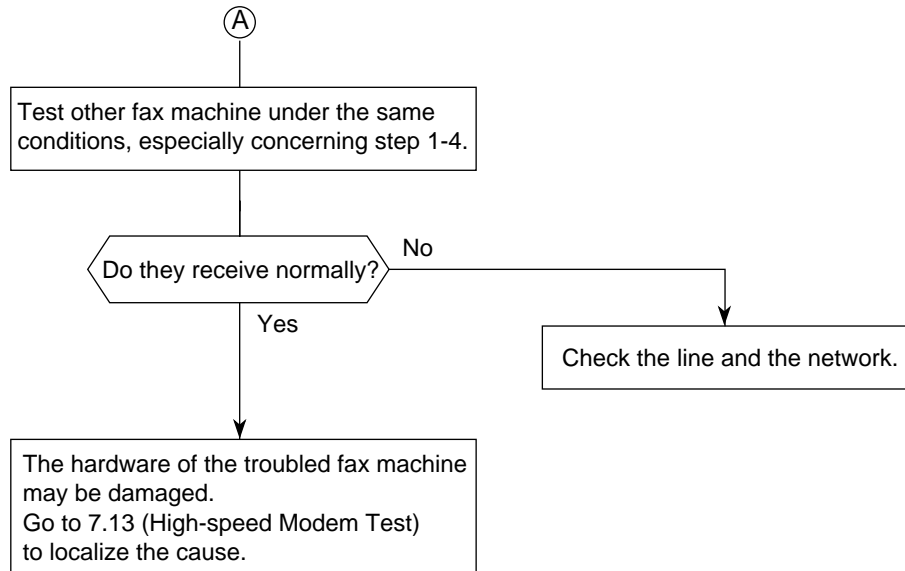 A
Test other fax machine under the same
conditions, especially concerning step 1-4.
Do they receive normally?
No
Yes
Check the line and the network.
The hardware of the troubled fax machine
may be damaged.
Go to 7.13 (High-speed Modem Test)
to localize the cause.